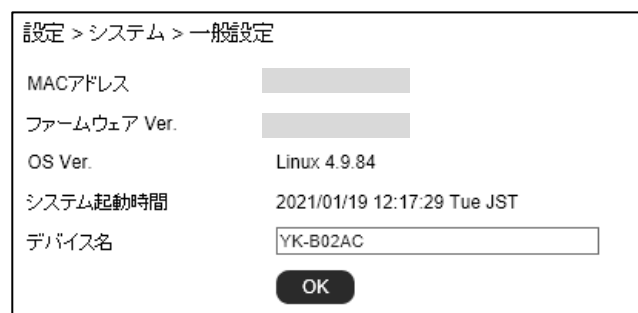 設定 > システム > 一般設定
MACアドレス
ファームウェア Ver.
OS Ver. Linux 4.9.84
システム起動時間 2021/01/19 12:17:29 Tue JST
デバイス名 YK-B02AC
OK